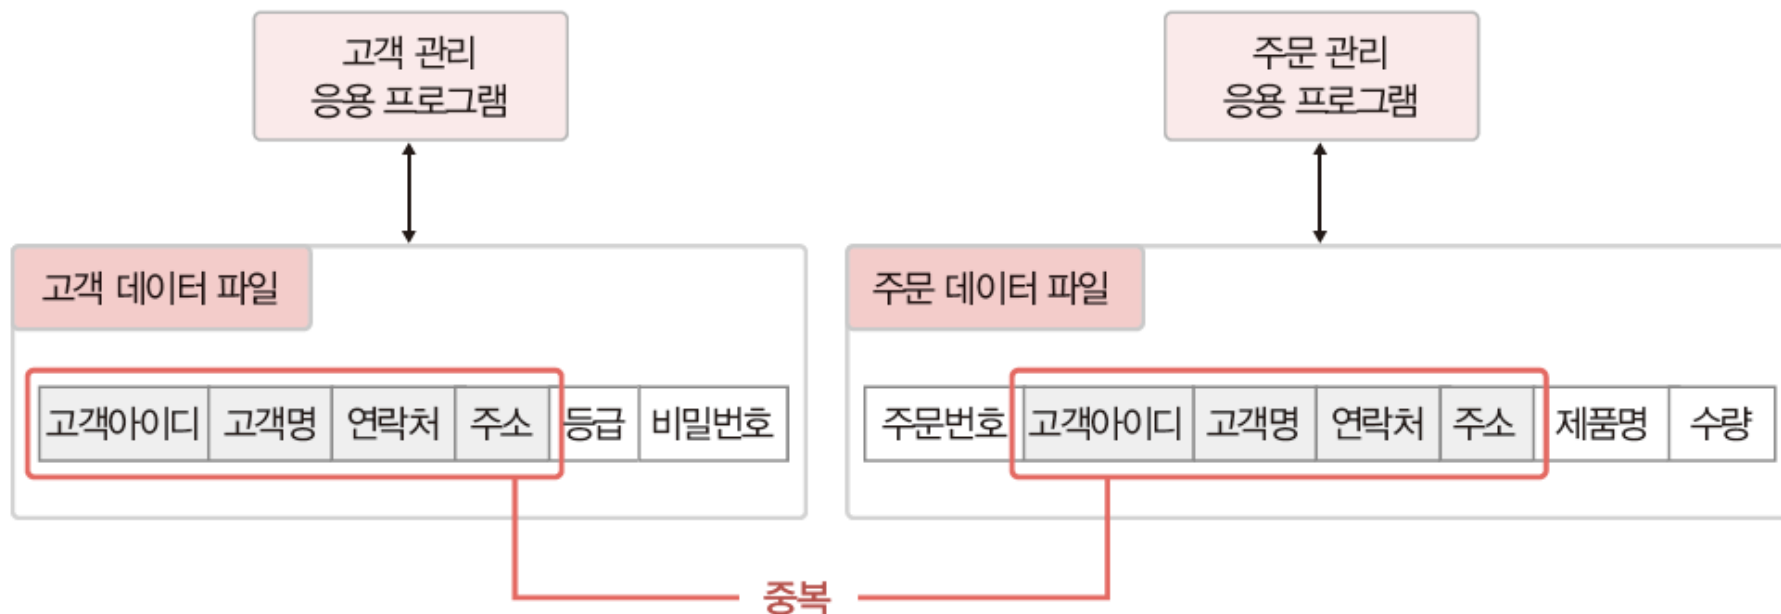 고객 관리
응용 프로그램
주문 관리
응용 프로그램
고객 데이터 파일
고객아이디 고객명 연락처 주소 등급 비밀번호
주문 데이터 파일
주문번호 고객아이디 고객명 연락처 주소 제품명 수량
중복